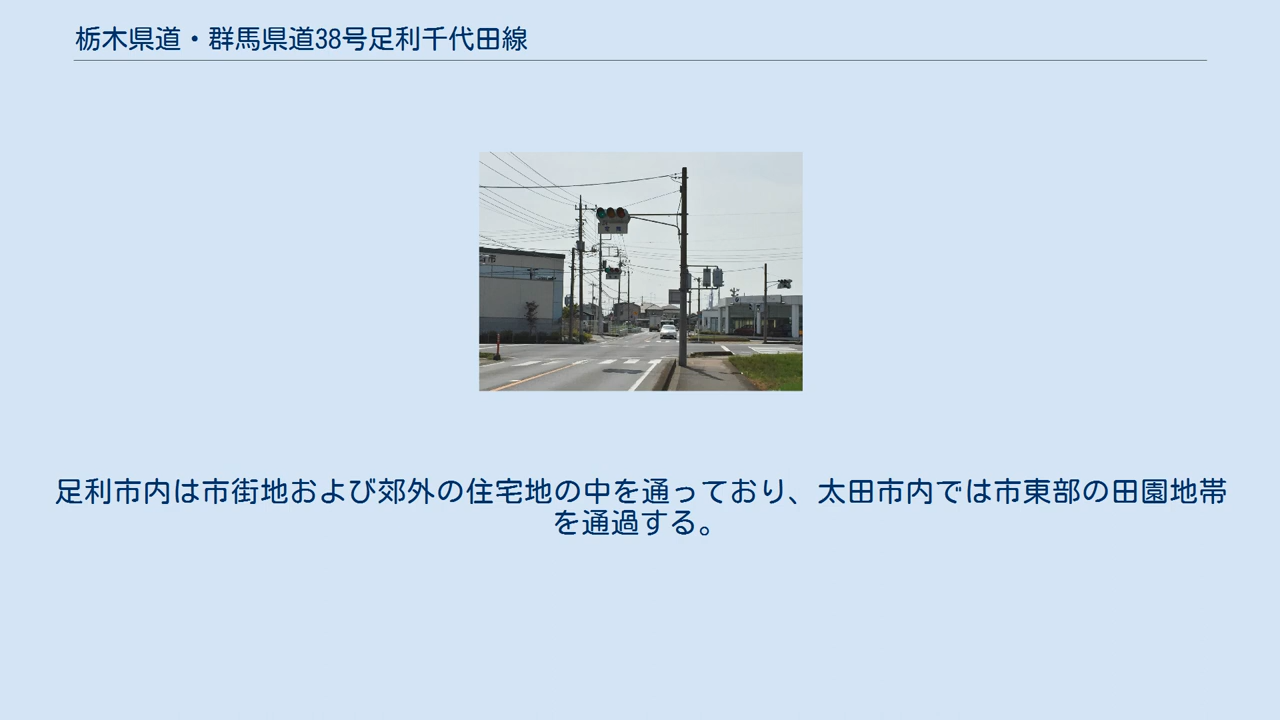 栃木県道・群馬県道38号足利千代田線
足利市内は市街地および郊外の住宅地の中を通っており、太田市内では市東部の田園地帯
を通過する。